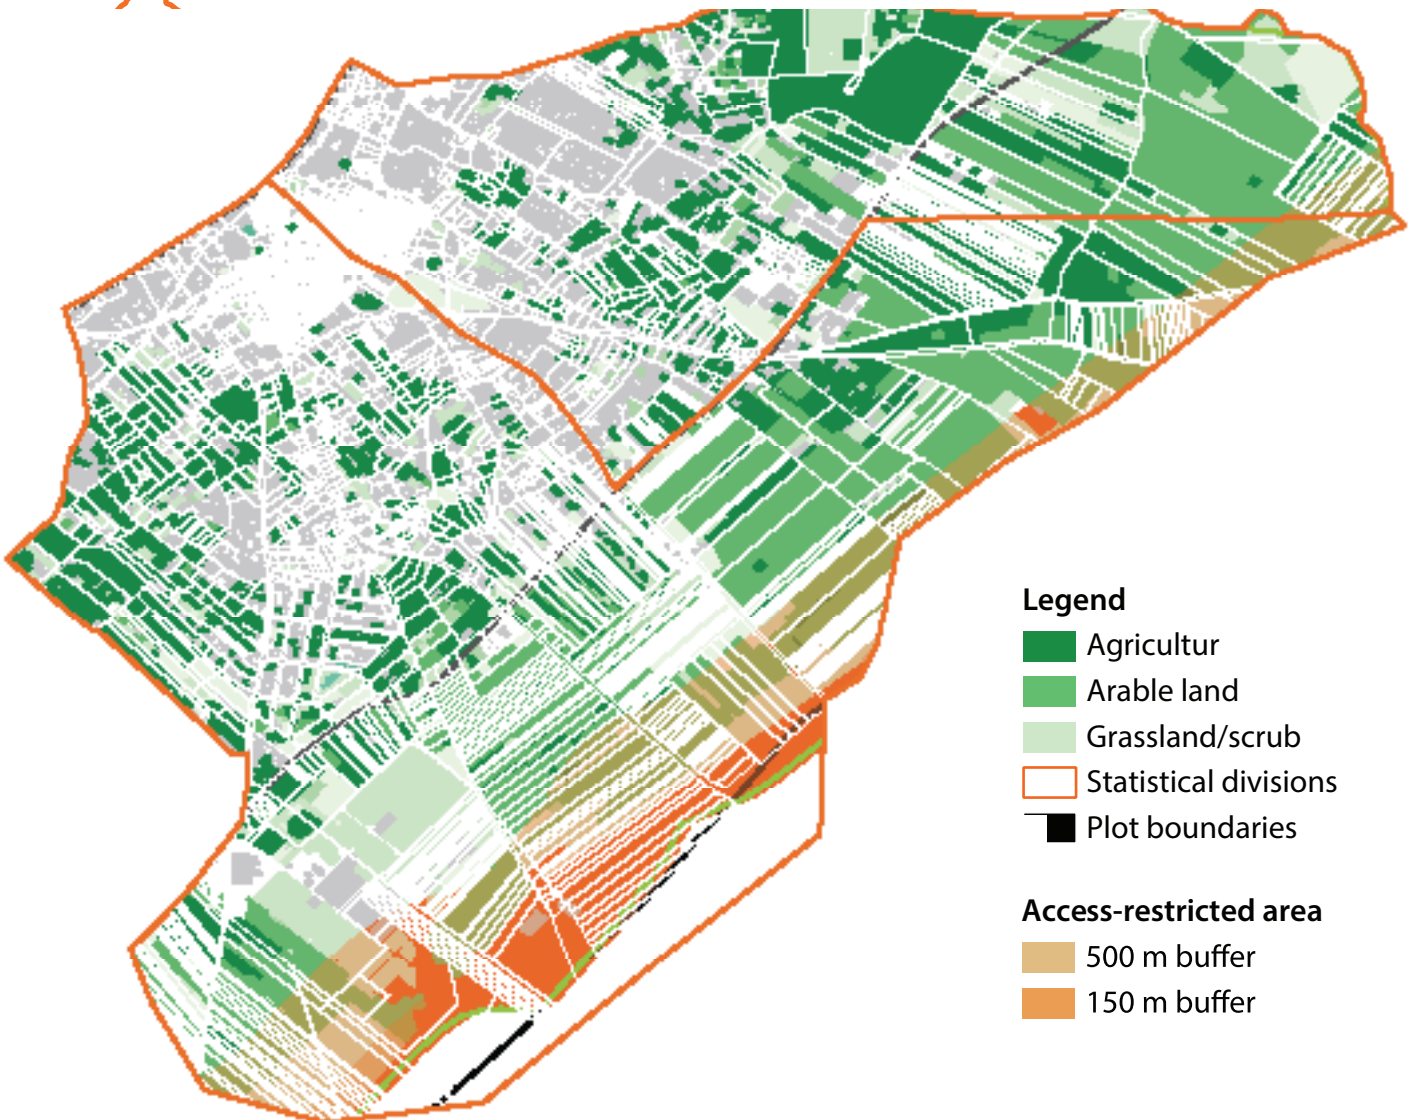 Legend
Agricultur
Arable land
Grassland/scrub
Statistical divisions
Plot boundaries
Access-restricted area
500 m buffer
150 m buffer